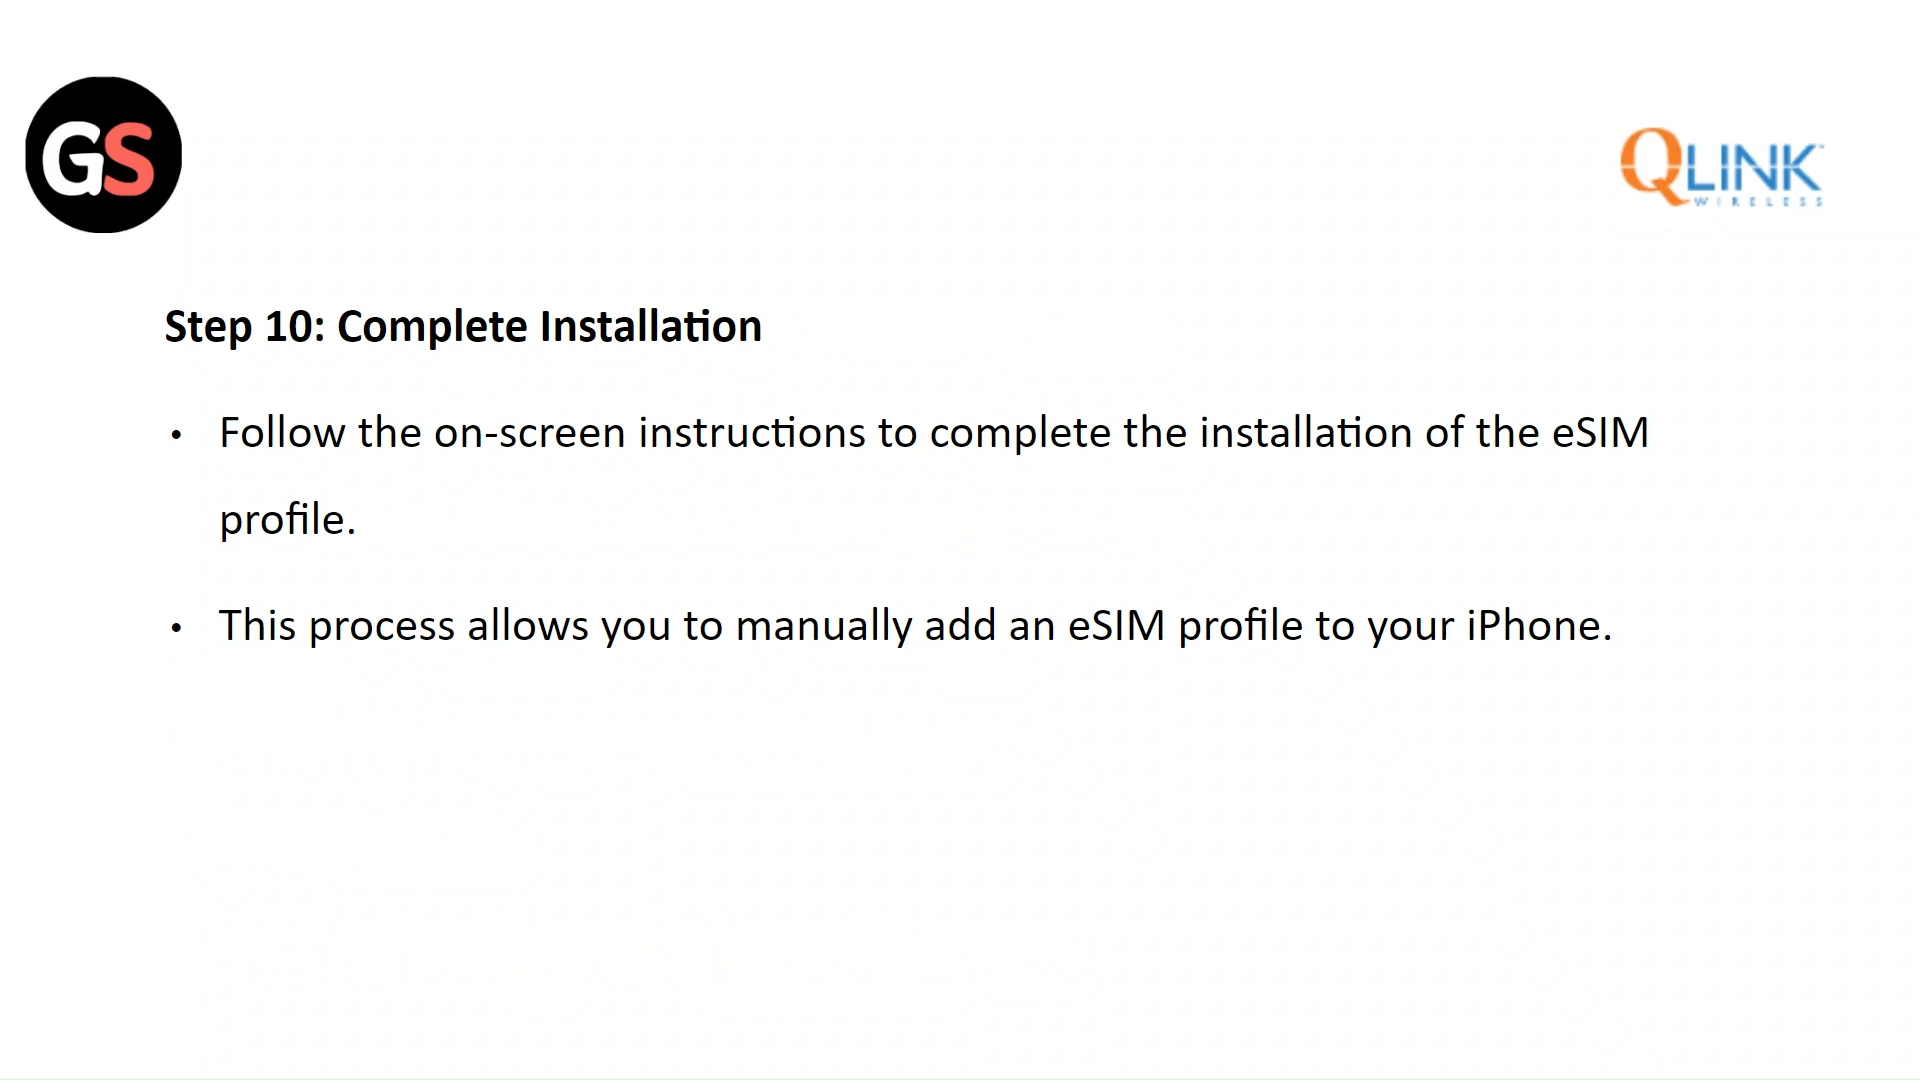 GS
QLINK
WIRELESS
Step 10: Complete Installation
• Follow the on-screen instructions to complete the installation of the eSIM
profile.
• This process allows you to manually add an eSIM profile to your iPhone.